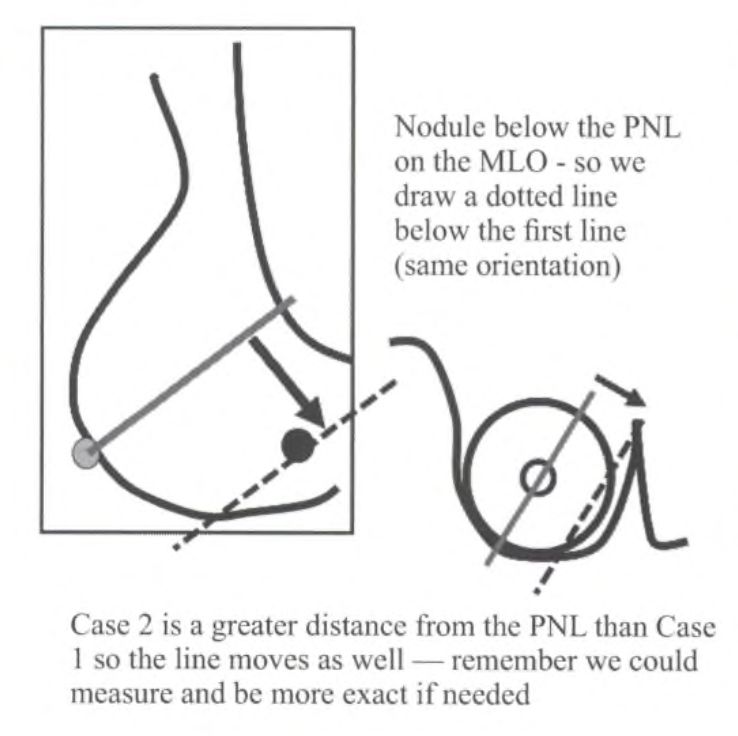 Nodule below the PNL
on the MLO - so we
draw a dotted line
below the first line
(same orientation)
Case 2 is a greater distance from the PNL than Case
1 so the line moves as well — remember we could
measure and be more exact if needed